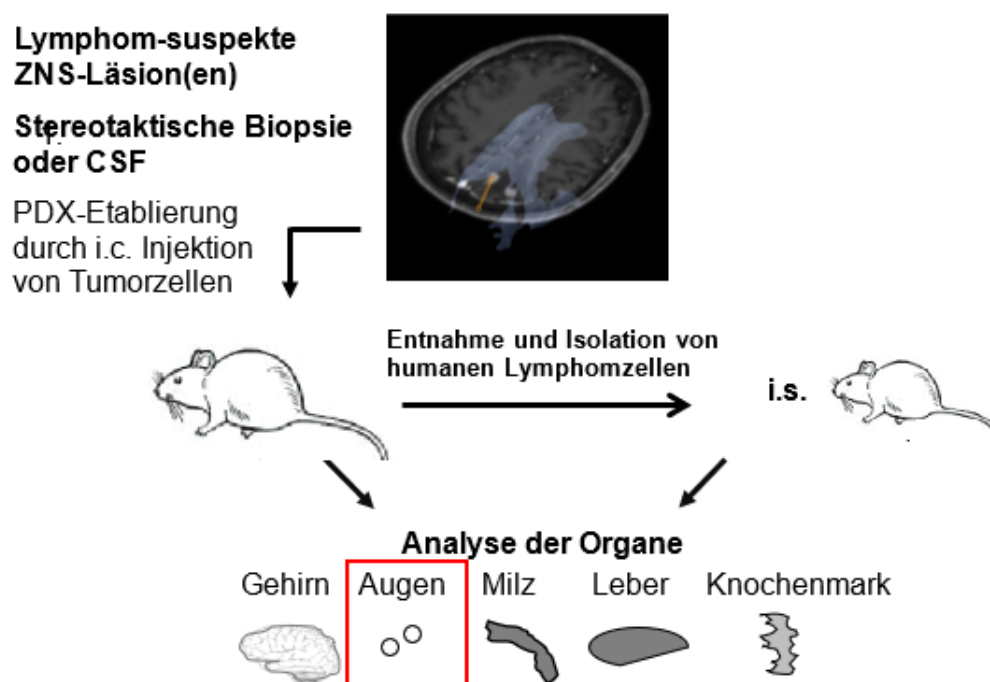 Lymphom-suspekte
ZNS-Läsion(en)
Stereotaktische Biopsie
oder CSF
PDX-Etablierung
durch i.c. Injektion
von Tumorzellen
Entnahme und Isolation von
humanen Lymphomzellen
i.s.
Analyse der Organe
Gehirn Augen Milz Leber Knochenmark